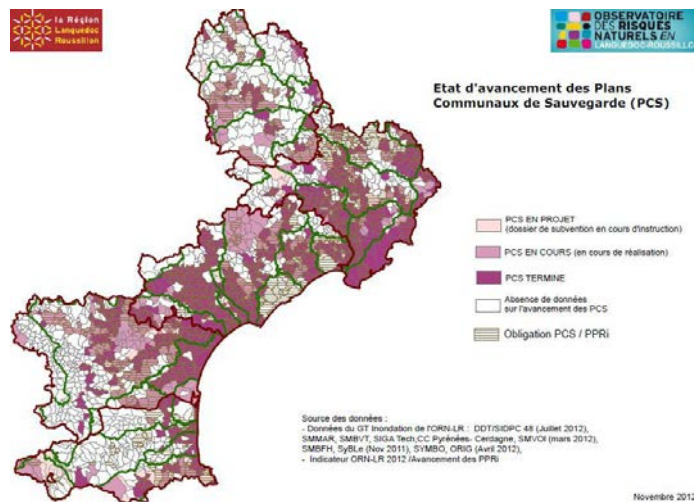 la Région
Languedoc
Roussillon
OBSERVATOIRE
DES RISQUES
NATURELS EN
LANGUEDOC-ROUSSILLON
Etat d'avancement des Plans
Communaux de Sauvegarde (PCS)
PCS EN PROJET
(dossier de subvention en cours d'instruction)
PCS EN COURS (en cours de réalisation)
PCS TERMINE
Absence de données
sur l'avancement des PCS
Obligation PCS / PPRi
Source des données :
- Données du GT Inondation de l'ORN-LR : DDT/SIDPC 48 (Juillet 2012),
SMMAR, SMBVT, SIGA Tech,CC Pyrénées- Cerdagne, SMVOI (mars 2012),
SMBFH, SyBLe (Nov 2011), SYMBO, ORIG (Avril 2012),
- Indicateur ORN-LR 2012 /Avancement des PPRi
Novembre 2012